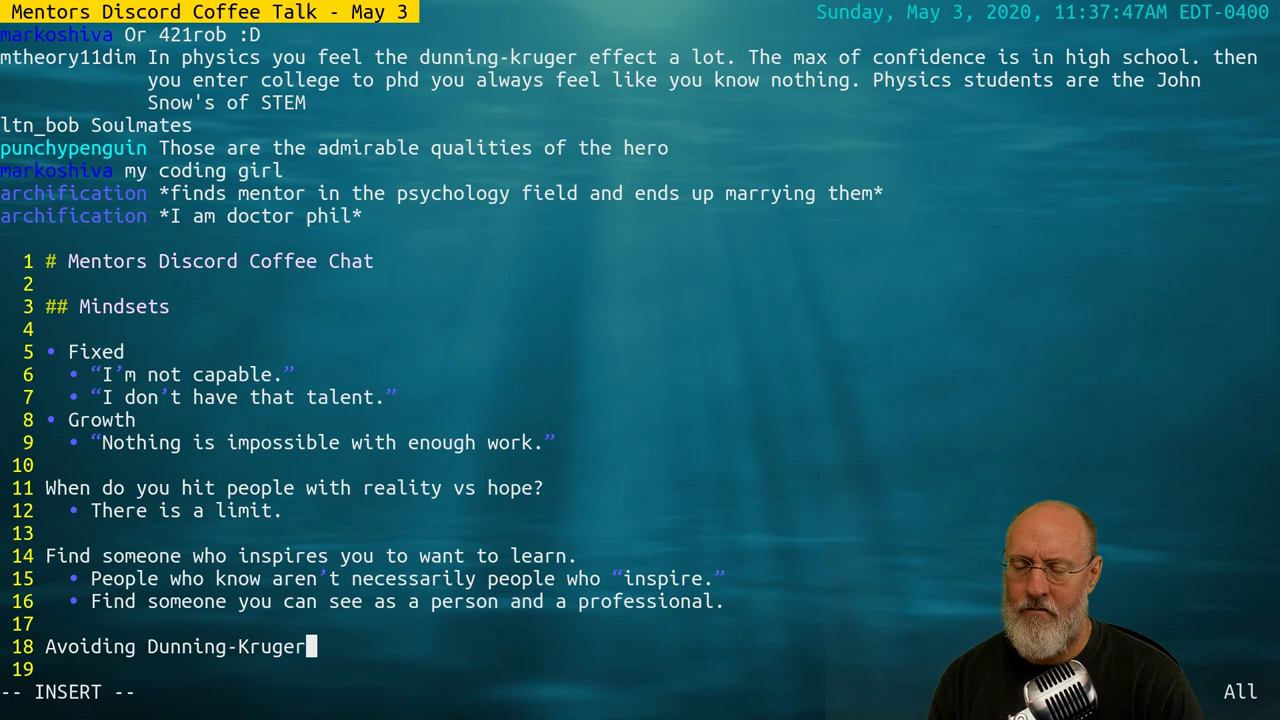 Mentors Discord Coffee Talk - May 3
Sunday, May 3, 2020, 11:37:47AM EDT-0400
markoshiva Or 421rob :D
mtheory11dim In physics you feel the dunning-kruger effect a lot. The max of confidence is in high school. then
you enter college to phd you always feel like you know nothing. Physics students are the John
Snow's of STEM
ltn_bob Soulmates
punchypenguin Those are the admirable qualities of the hero
markoshiva my coding girl
archification *finds mentor in the psychology field and ends up marrying them*
archification *I am doctor phil*
1 # Mentors Discord Coffee Chat
2
3 ## Mindsets
4
5 • Fixed
6 • “I’m not capable.”
7 • “I don’t have that talent.”
8 • Growth
9 • “Nothing is impossible with enough work.”
10
11 When do you hit people with reality vs hope?
12 • There is a limit.
13
14 Find someone who inspires you to want to learn.
15 • People who know aren’t necessarily people who “inspire.”
16 • Find someone you can see as a person and a professional.
17
18 Avoiding Dunning-Kruger
19
-- INSERT --
All